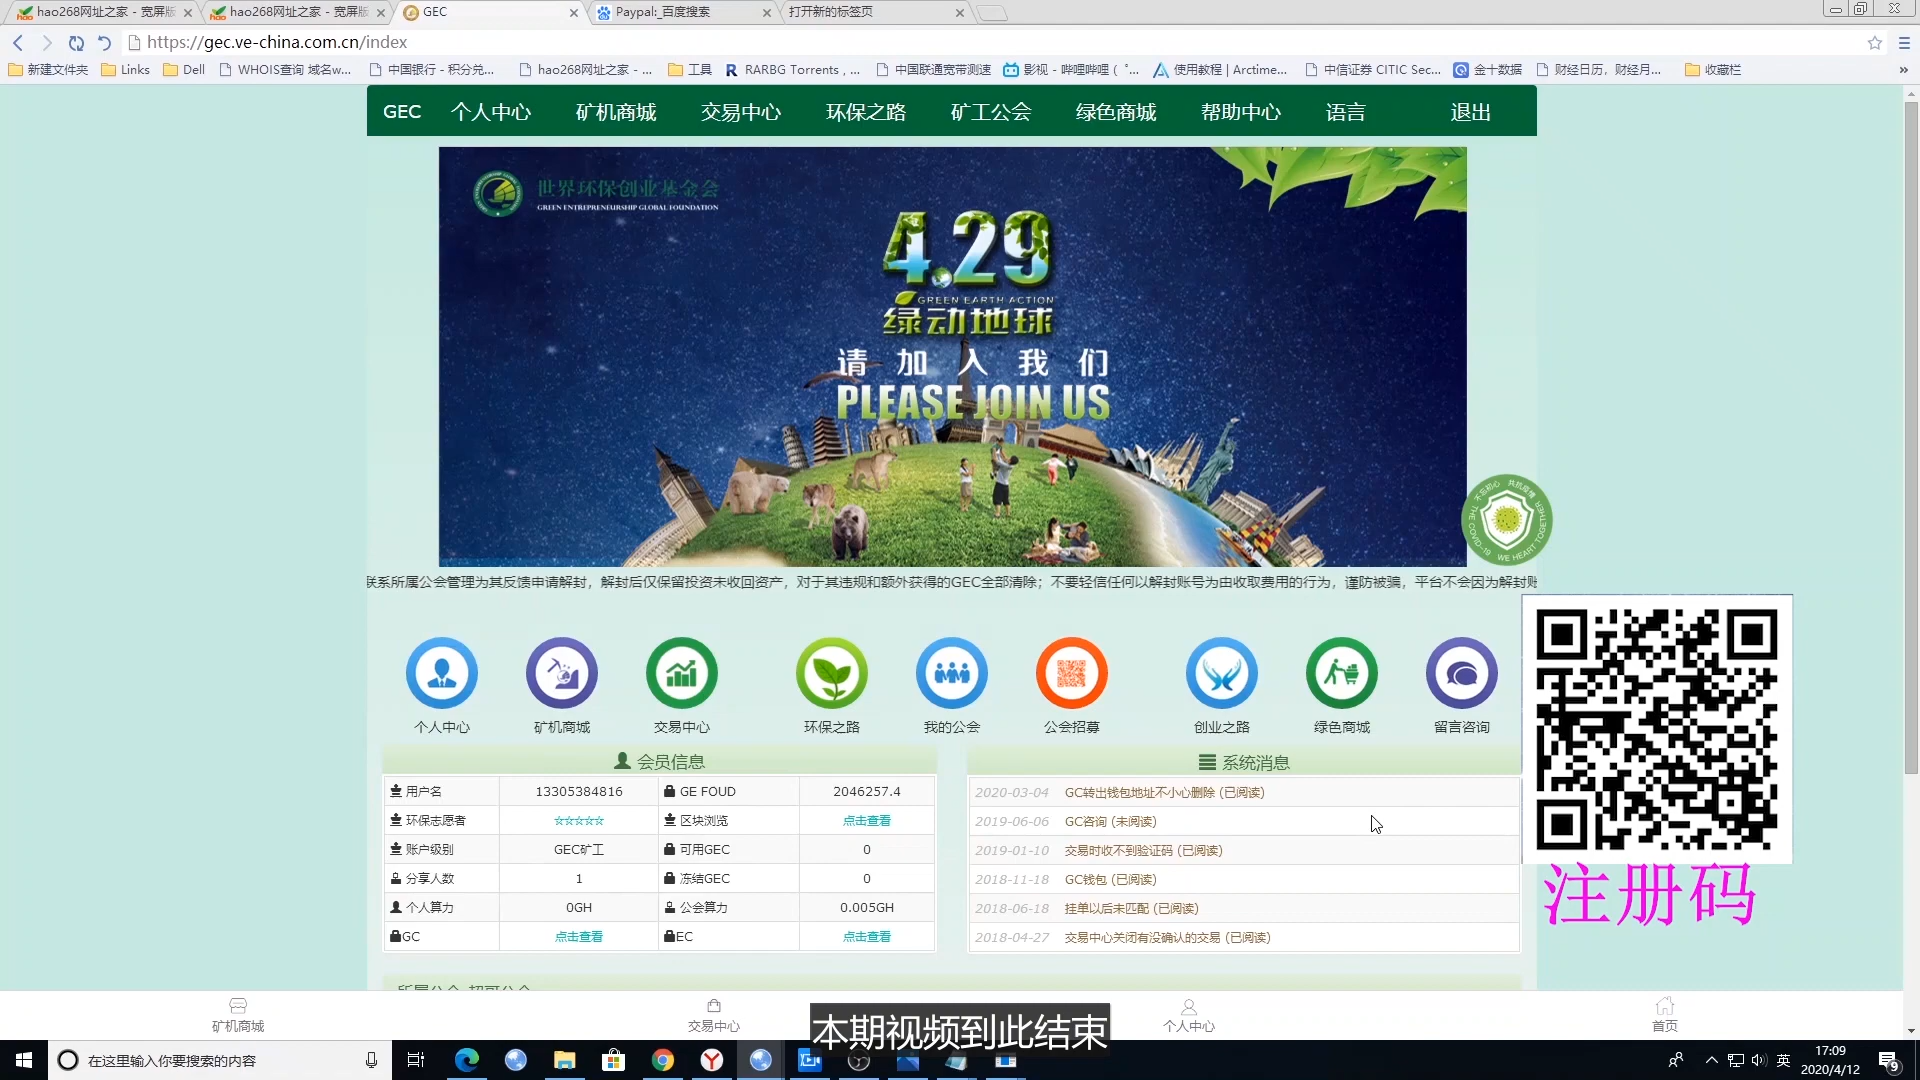 hao268网址之家 - 宽屏版
hao268网址之家 - 宽屏版
GEC
Paypal:_百度搜索
打开新的标签页
https://gec.ve-china.com.cn/index
新建文件夹
Links
Dell
WHOIS查询 域名w...
中国银行 - 积分兑...
hao268网址之家 - ...
工具
RARBG Torrents , ...
中国联通宽带测速
影视 - 哔哩哔哩 ( ゜...
使用教程 | Arctime...
中信证券 CITIC Sec...
金十数据
财经日历，财经月...
收藏栏
GEC
个人中心
矿机商城
交易中心
环保之路
矿工公会
绿色商城
帮助中心
语言
退出
世界环保创业基金会
GREEN ENTREPRENEURSHIP GLOBAL FOUNDATION
4.29
GREEN EARTH ACTION
绿动地球
请加入我们
PLEASE JOIN US
不忘初心 共抗疫情
THE COVID-19 WE HEART TOGETHER
联系所属公会管理为其反馈申请解封，解封后仅保留投资未收回资产，对于其违规和额外获得的GEC全部清除；不要轻信任何以解封账号为由收取费用的行为，谨防被骗，平台不会因为解封账
个人中心
矿机商城
交易中心
环保之路
我的公会
公会招募
创业之路
绿色商城
留言咨询
会员信息
用户名 13305384816 GE FOUD 2046257.4
环保志愿者 ☆☆☆☆☆ 区块浏览 点击查看
账户级别 GEC矿工 可用GEC 0
分享人数 1 冻结GEC 0
个人算力 0GH 公会算力 0.005GH
GC 点击查看 EC 点击查看
系统消息
2020-03-04 GC转出钱包地址不小心删除 (已阅读)
2019-06-06 GC咨询 (未阅读)
2019-01-10 交易时收不到验证码 (已阅读)
2018-11-18 GC钱包 (已阅读)
2018-06-18 挂单以后未匹配 (已阅读)
2018-04-27 交易中心关闭有没确认的交易 (已阅读)
注册码
矿机商城
交易中心
个人中心
首页
本期视频到此结束
在这里输入你要搜索的内容
英
17:09
2020/4/12
9